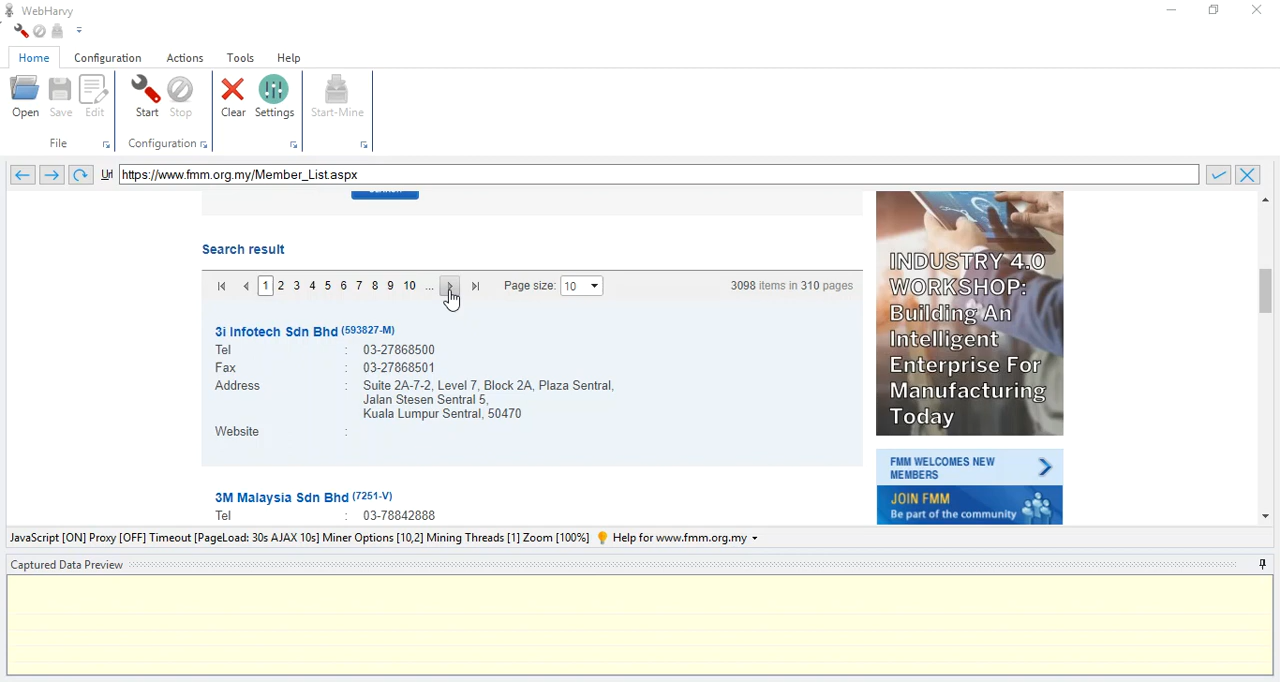 WebHarvy
Home Configuration Actions Tools Help
Open Save Edit Start Stop Clear Settings Start-Mine
File Configuration
Url https://www.fmm.org.my/Member_List.aspx
Search result
1 2 3 4 5 6 7 8 9 10 ... Page size: 10 3098 items in 310 pages
3i Infotech Sdn Bhd (593827-M)
Tel : 03-27868500
Fax : 03-27868501
Address : Suite 2A-7-2, Level 7, Block 2A, Plaza Sentral,
Jalan Stesen Sentral 5,
Kuala Lumpur Sentral, 50470
Website :
3M Malaysia Sdn Bhd (7251-V)
Tel : 03-78842888
INDUSTRY 4.0
WORKSHOP:
Building An
Intelligent
Enterprise For
Manufacturing
Today
FMM WELCOMES NEW
MEMBERS
JOIN FMM
Be part of the community
JavaScript [ON] Proxy [OFF] Timeout [PageLoad: 30s AJAX 10s] Miner Options [10,2] Mining Threads [1] Zoom [100%] Help for www.fmm.org.my
Captured Data Preview